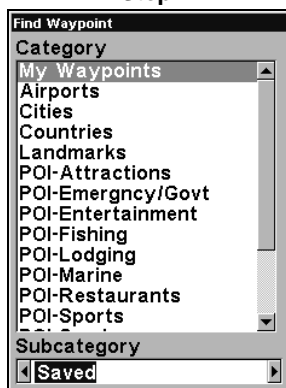 Find Waypoint
Category
My Waypoints
Airports
Cities
Countries
Landmarks
POI-Attractions
POI-Emergncy/Govt
POI-Entertainment
POI-Fishing
POI-Lodging
POI-Marine
POI-Restaurants
POI-Sports
Subcategory
Saved